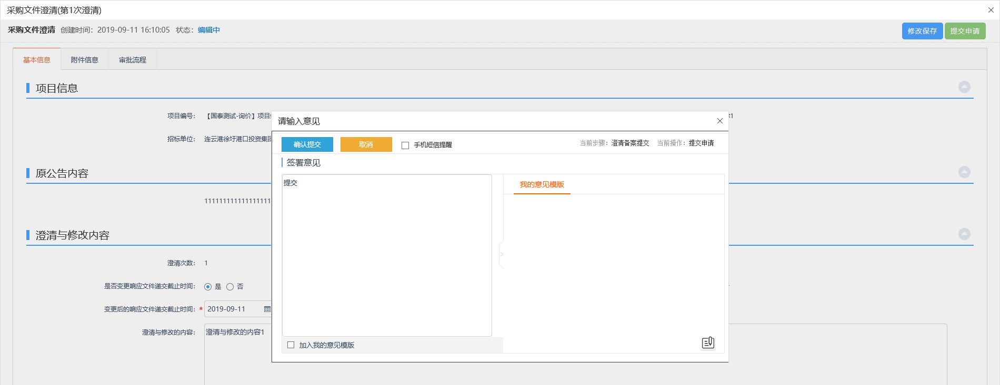 采购文件澄清(第1次澄清)
采购文件澄清 创建时间：2019-09-11 16:10:05 状态：编辑中
修改保存 提交申请
基本信息 附件信息 审批流程
项目信息
项目编号： 【国泰测试-询价】项目
招标单位： 连云港徐圩港口投资集团
原公告内容
111111111111111111
澄清与修改内容
澄清次数： 1
是否变更响应文件递交截止时间： 是 否
变更后的响应文件递交截止时间： * 2019-09-11
澄清与修改的内容： 澄清与修改的内容1
请输入意见
确认提交 取消 手机短信提醒 当前步骤：澄清备案提交 当前操作：提交申请
签署意见
提交
我的意见模版
加入我的意见模版